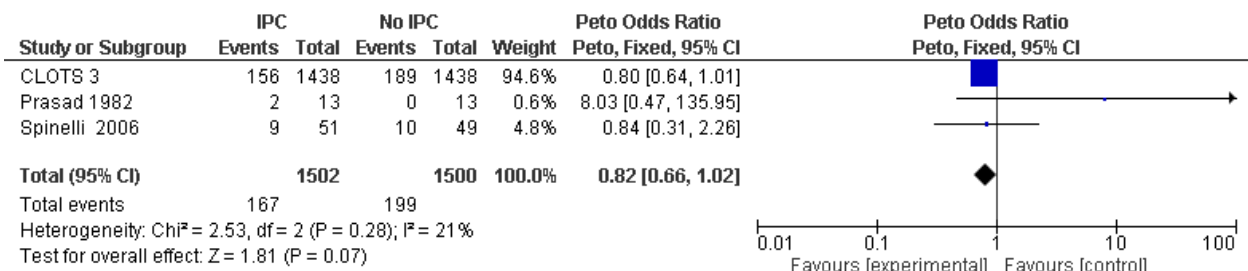 IPC No IPC Peto Odds Ratio Peto Odds Ratio
Study or Subgroup Events Total Events Total Weight Peto, Fixed, 95% CI Peto, Fixed, 95% CI
CLOTS 3 156 1438 189 1438 94.6% 0.80 [0.64, 1.01]
Prasad 1982 2 13 0 13 0.6% 8.03 [0.47, 135.95]
Spinelli 2006 9 51 10 49 4.8% 0.84 [0.31, 2.26]
Total (95% CI) 1502 1500 100.0% 0.82 [0.66, 1.02]
Total events 167 199
Heterogeneity: Chi² = 2.53, df = 2 (P = 0.28); I² = 21%
Test for overall effect: Z = 1.81 (P = 0.07)
0.01 0.1 1 10 100
Favours [experimental] Favours [control]